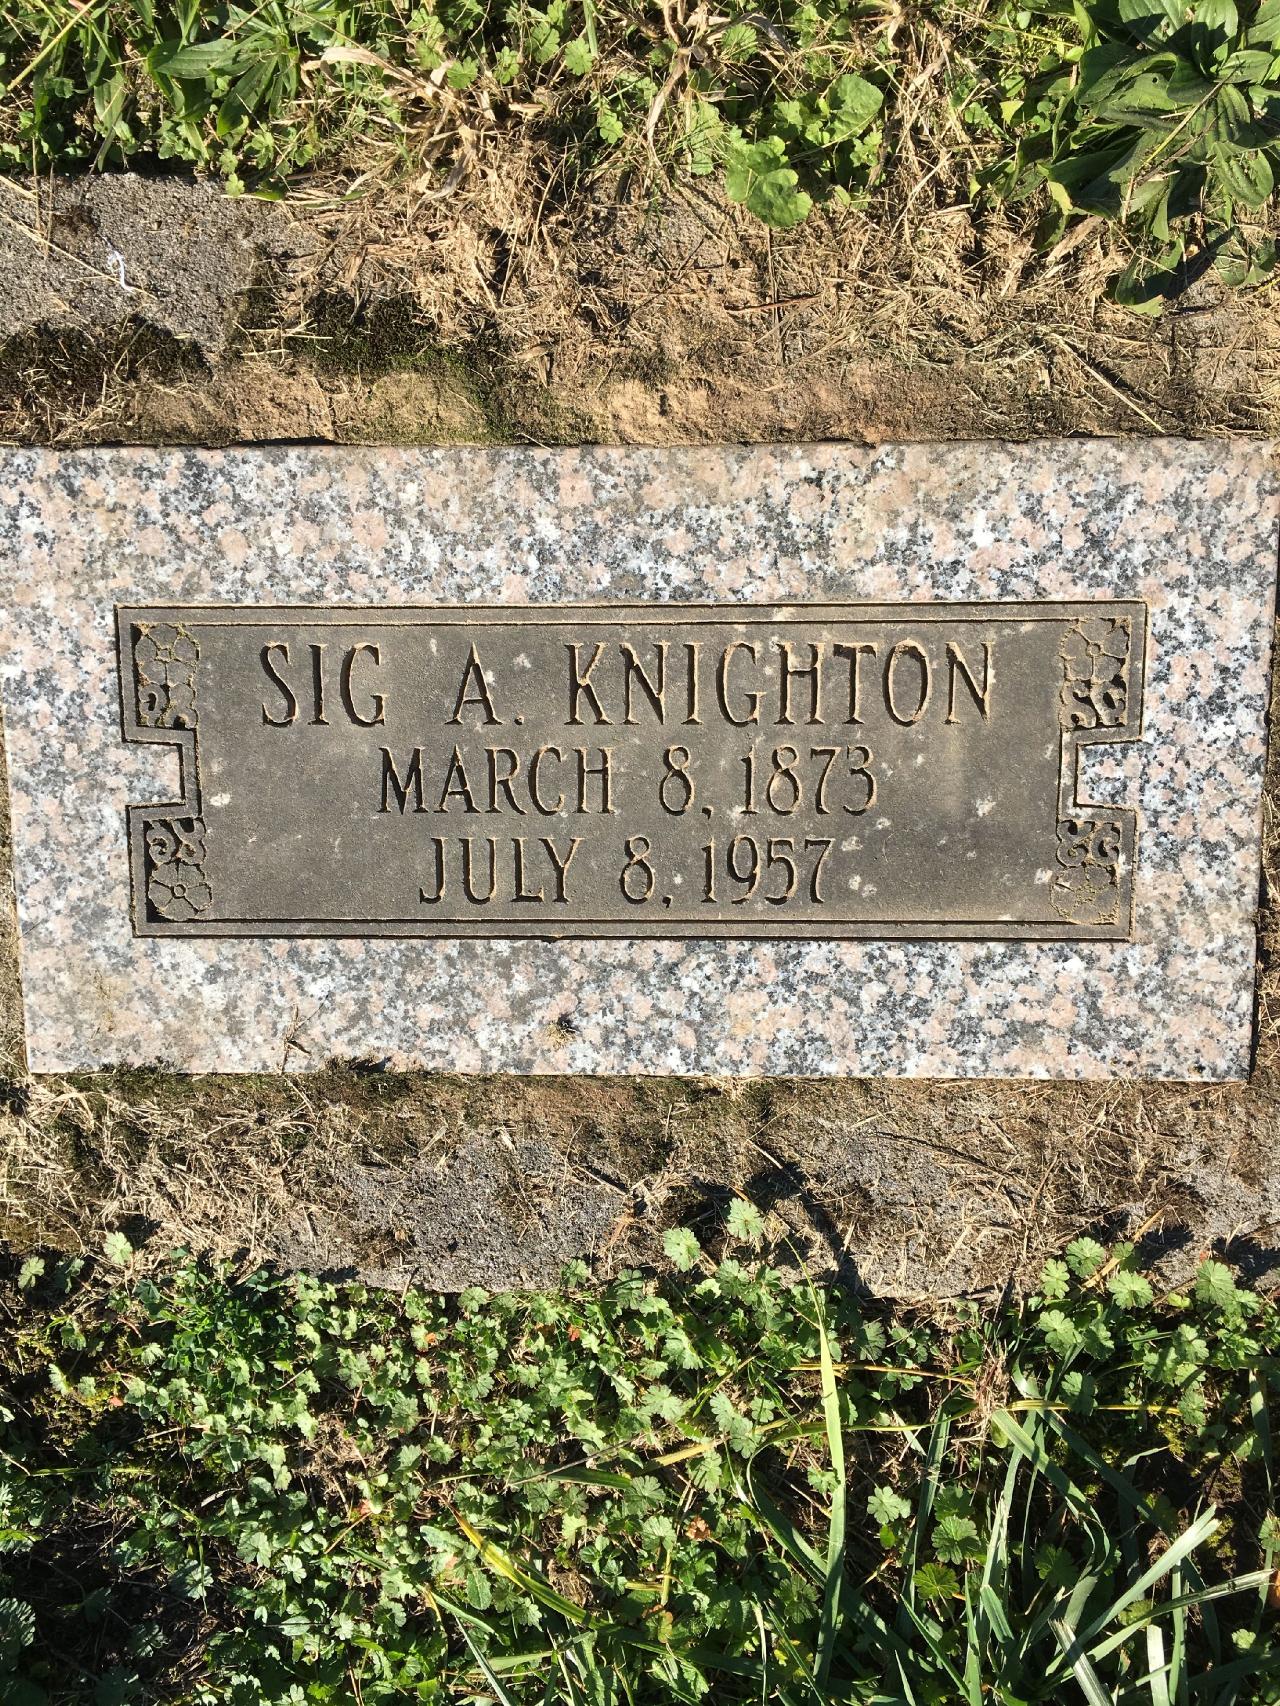 SIG A. KNIGHTON
MARCH 8, 1873
JULY 8, 1957